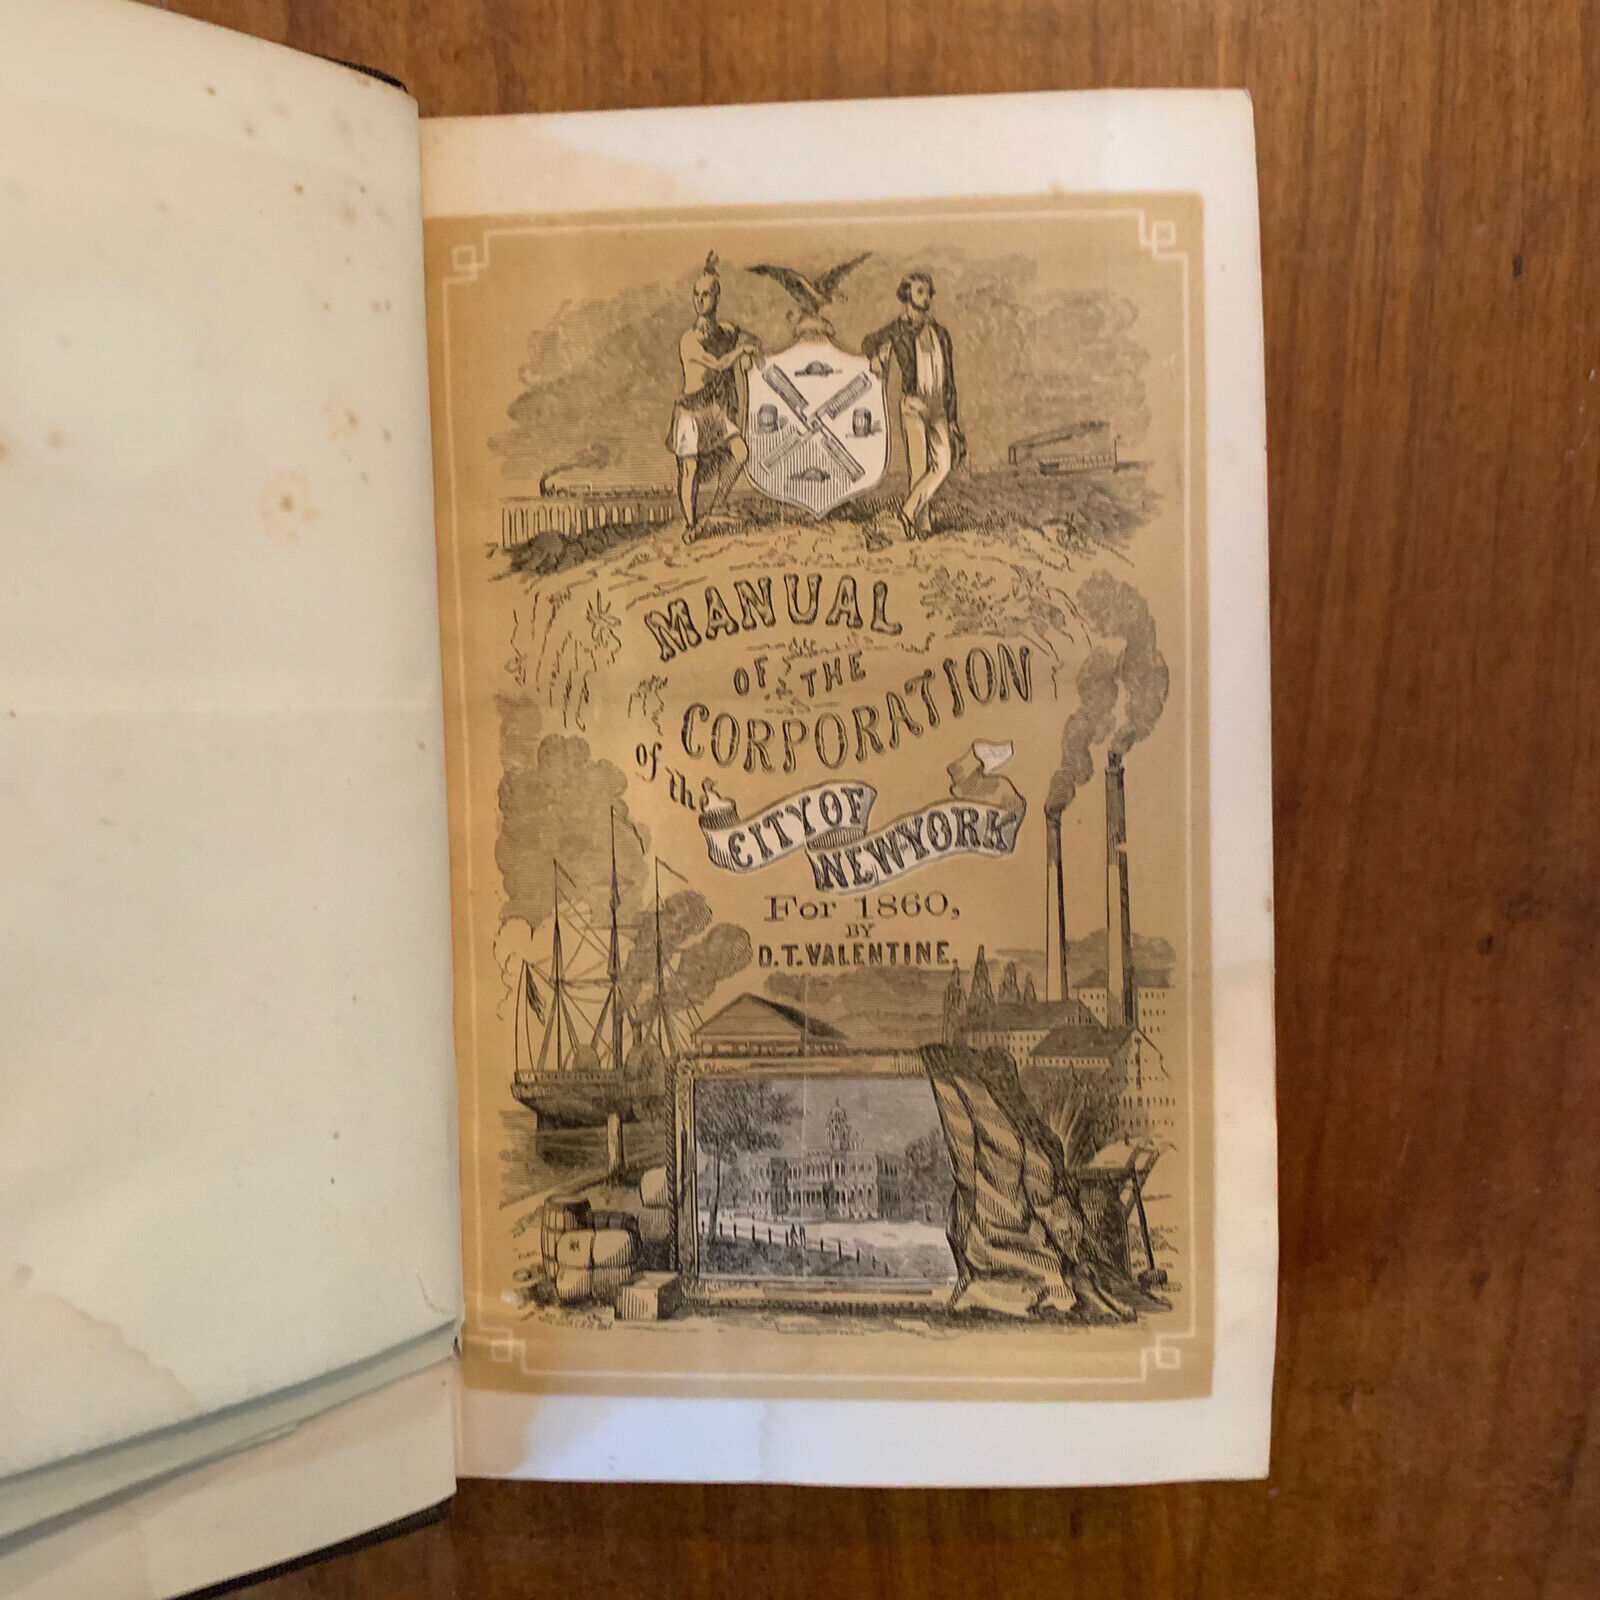 MANUAL
OF THE
CORPORATION
of the
CITY OF
NEW-YORK
For 1860,
BY
D.T. VALENTINE.